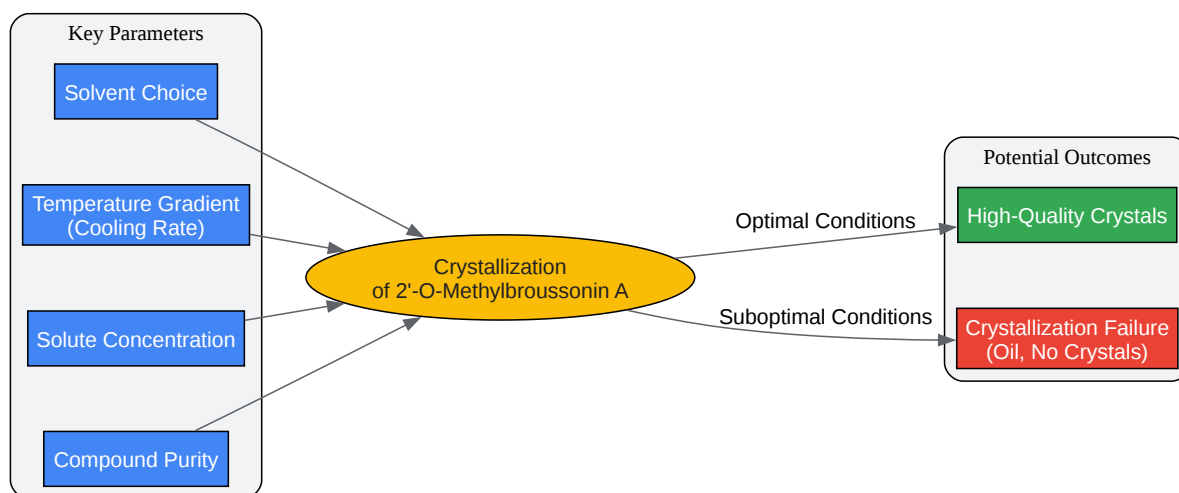 Key Parameters
Solvent Choice
Temperature Gradient
(Cooling Rate)
Solute Concentration
Compound Purity
Crystallization
of 2'-O-Methylbroussonin A
Optimal Conditions
Suboptimal Conditions
Potential Outcomes
High-Quality Crystals
Crystallization Failure
(Oil, No Crystals)